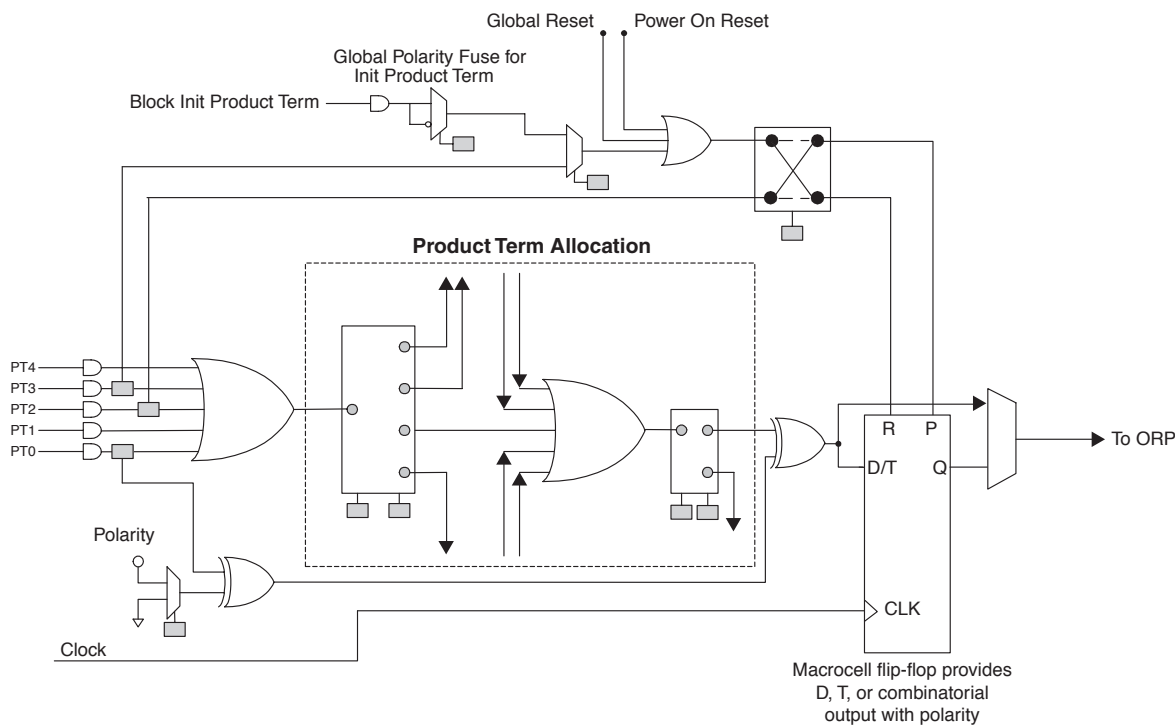 Global Reset
Power On Reset
Global Polarity Fuse for
Init Product Term
Block Init Product Term
Product Term Allocation
PT4
PT3
PT2
PT1
PT0
R
P
To ORP
D/T
Q
Polarity
CLK
Clock
Macrocell flip-flop provides
D, T, or combinatorial
output with polarity